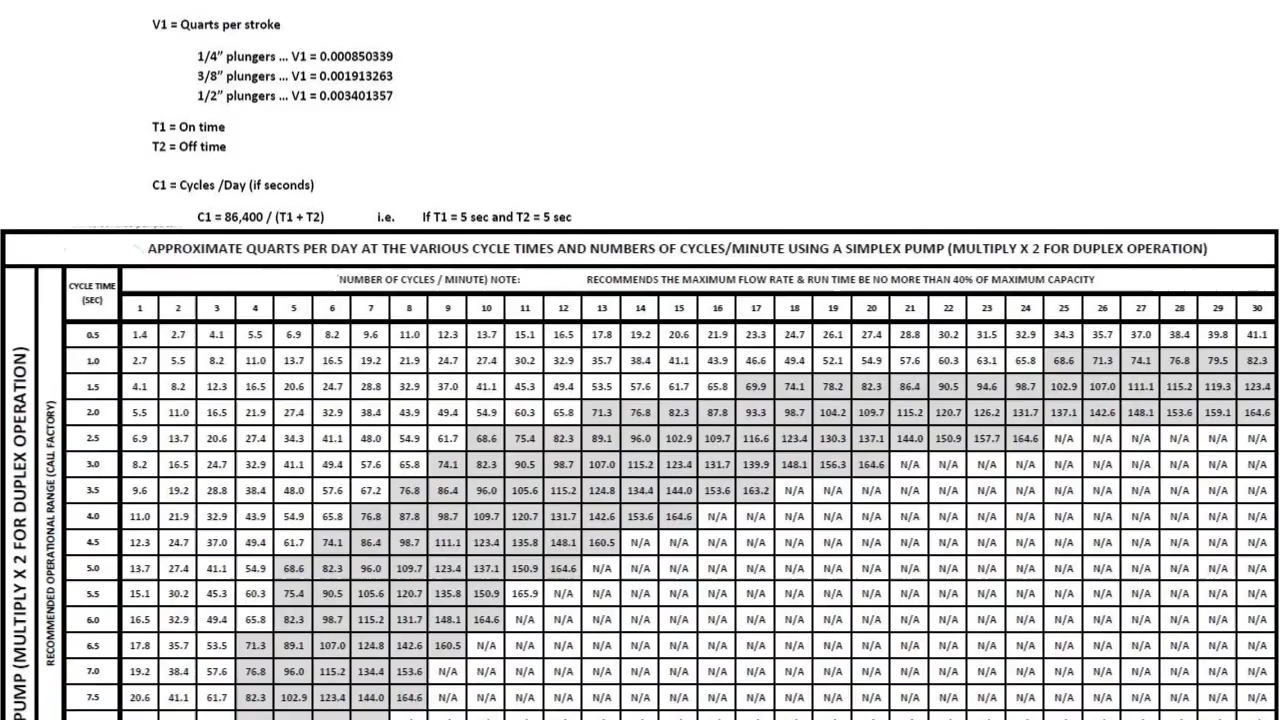 V1 = Quarts per stroke
1/4" plungers ... V1 = 0.000850339
3/8" plungers ... V1 = 0.001913263
1/2" plungers ... V1 = 0.003401357
T1 = On time
T2 = Off time
C1 = Cycles /Day (if seconds)
C1 = 86,400 / (T1 + T2) i.e. If T1 = 5 sec and T2 = 5 sec
APPROXIMATE QUARTS PER DAY AT THE VARIOUS CYCLE TIMES AND NUMBERS OF CYCLES/MINUTE USING A SIMPLEX PUMP (MULTIPLY X 2 FOR DUPLEX OPERATION)
PUMP (MULTIPLY X 2 FOR DUPLEX OPERATION)
RECOMMENDED OPERATIONAL RANGE (CALL FACTORY)
CYCLE TIME
(SEC)
NUMBER OF CYCLES / MINUTE) NOTE: RECOMMENDS THE MAXIMUM FLOW RATE & RUN TIME BE NO MORE THAN 40% OF MAXIMUM CAPACITY
1 2 3 4 5 6 7 8 9 10 11 12 13 14 15 16 17 18 19 20 21 22 23 24 25 26 27 28 29 30
0.5 1.4 2.7 4.1 5.5 6.9 8.2 9.6 11.0 12.3 13.7 15.1 16.5 17.8 19.2 20.6 21.9 23.3 24.7 26.1 27.4 28.8 30.2 31.5 32.9 34.3 35.7 37.0 38.4 39.8 41.1
1.0 2.7 5.5 8.2 11.0 13.7 16.5 19.2 21.9 24.7 27.4 30.2 32.9 35.7 38.4 41.1 43.9 46.6 49.4 52.1 54.9 57.6 60.3 63.1 65.8 68.6 71.3 74.1 76.8 79.5 82.3
1.5 4.1 8.2 12.3 16.5 20.6 24.7 28.8 32.9 37.0 41.1 45.3 49.4 53.5 57.6 61.7 65.8 69.9 74.1 78.2 82.3 86.4 90.5 94.6 98.7 102.9 107.0 111.1 115.2 119.3 123.4
2.0 5.5 11.0 16.5 21.9 27.4 32.9 38.4 43.9 49.4 54.9 60.3 65.8 71.3 76.8 82.3 87.8 93.3 98.7 104.2 109.7 115.2 120.7 126.2 131.7 137.1 142.6 148.1 153.6 159.1 164.6
2.5 6.9 13.7 20.6 27.4 34.3 41.1 48.0 54.9 61.7 68.6 75.4 82.3 89.1 96.0 102.9 109.7 116.6 123.4 130.3 137.1 144.0 150.9 157.7 164.6 N/A N/A N/A N/A N/A N/A
3.0 8.2 16.5 24.7 32.9 41.1 49.4 57.6 65.8 74.1 82.3 90.5 98.7 107.0 115.2 123.4 131.7 139.9 148.1 156.3 164.6 N/A N/A N/A N/A N/A N/A N/A N/A N/A N/A
3.5 9.6 19.2 28.8 38.4 48.0 57.6 67.2 76.8 86.4 96.0 105.6 115.2 124.8 134.4 144.0 153.6 163.2 N/A N/A N/A N/A N/A N/A N/A N/A N/A N/A N/A N/A N/A
4.0 11.0 21.9 32.9 43.9 54.9 65.8 76.8 87.8 98.7 109.7 120.7 131.7 142.6 153.6 164.6 N/A N/A N/A N/A N/A N/A N/A N/A N/A N/A N/A N/A N/A N/A N/A
4.5 12.3 24.7 37.0 49.4 61.7 74.1 86.4 98.7 111.1 123.4 135.8 148.1 160.5 N/A N/A N/A N/A N/A N/A N/A N/A N/A N/A N/A N/A N/A N/A N/A N/A N/A
5.0 13.7 27.4 41.1 54.9 68.6 82.3 96.0 109.7 123.4 137.1 150.9 164.6 N/A N/A N/A N/A N/A N/A N/A N/A N/A N/A N/A N/A N/A N/A N/A N/A N/A N/A
5.5 15.1 30.2 45.3 60.3 75.4 90.5 105.6 120.7 135.8 150.9 165.9 N/A N/A N/A N/A N/A N/A N/A N/A N/A N/A N/A N/A N/A N/A N/A N/A N/A N/A N/A
6.0 16.5 32.9 49.4 65.8 82.3 98.7 115.2 131.7 148.1 164.6 N/A N/A N/A N/A N/A N/A N/A N/A N/A N/A N/A N/A N/A N/A N/A N/A N/A N/A N/A N/A
6.5 17.8 35.7 53.5 71.3 89.1 107.0 124.8 142.6 160.5 N/A N/A N/A N/A N/A N/A N/A N/A N/A N/A N/A N/A N/A N/A N/A N/A N/A N/A N/A N/A N/A
7.0 19.2 38.4 57.6 76.8 96.0 115.2 134.4 153.6 N/A N/A N/A N/A N/A N/A N/A N/A N/A N/A N/A N/A N/A N/A N/A N/A N/A N/A N/A N/A N/A N/A
7.5 20.6 41.1 61.7 82.3 102.9 123.4 144.0 164.6 N/A N/A N/A N/A N/A N/A N/A N/A N/A N/A N/A N/A N/A N/A N/A N/A N/A N/A N/A N/A N/A N/A